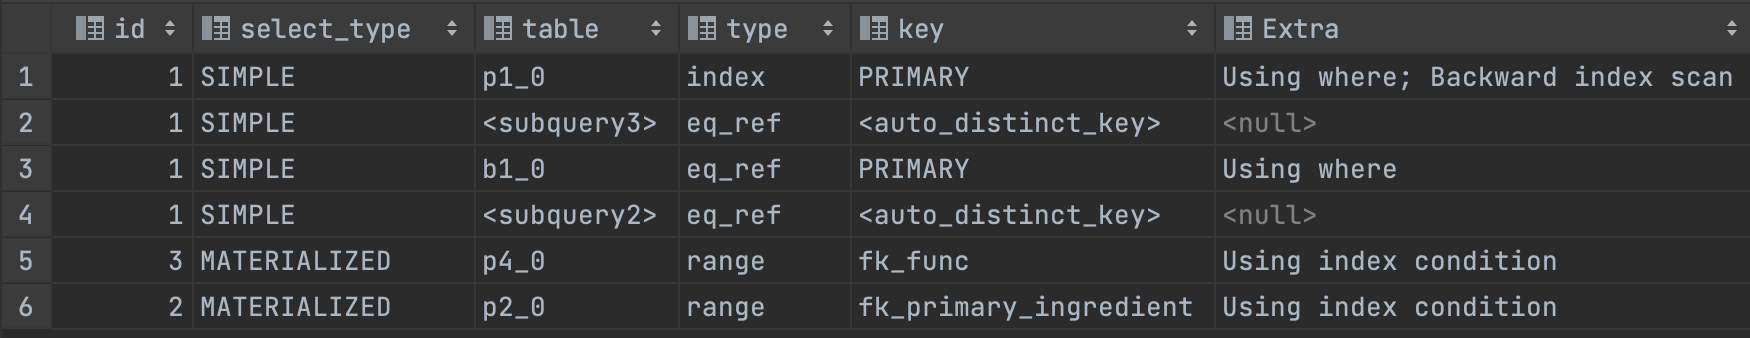 id select_type table type key Extra
1 1 SIMPLE p1_0 index PRIMARY Using where; Backward index scan
2 1 SIMPLE <subquery3> eq_ref <auto_distinct_key> <null>
3 1 SIMPLE b1_0 eq_ref PRIMARY Using where
4 1 SIMPLE <subquery2> eq_ref <auto_distinct_key> <null>
5 3 MATERIALIZED p4_0 range fk_func Using index condition
6 2 MATERIALIZED p2_0 range fk_primary_ingredient Using index condition